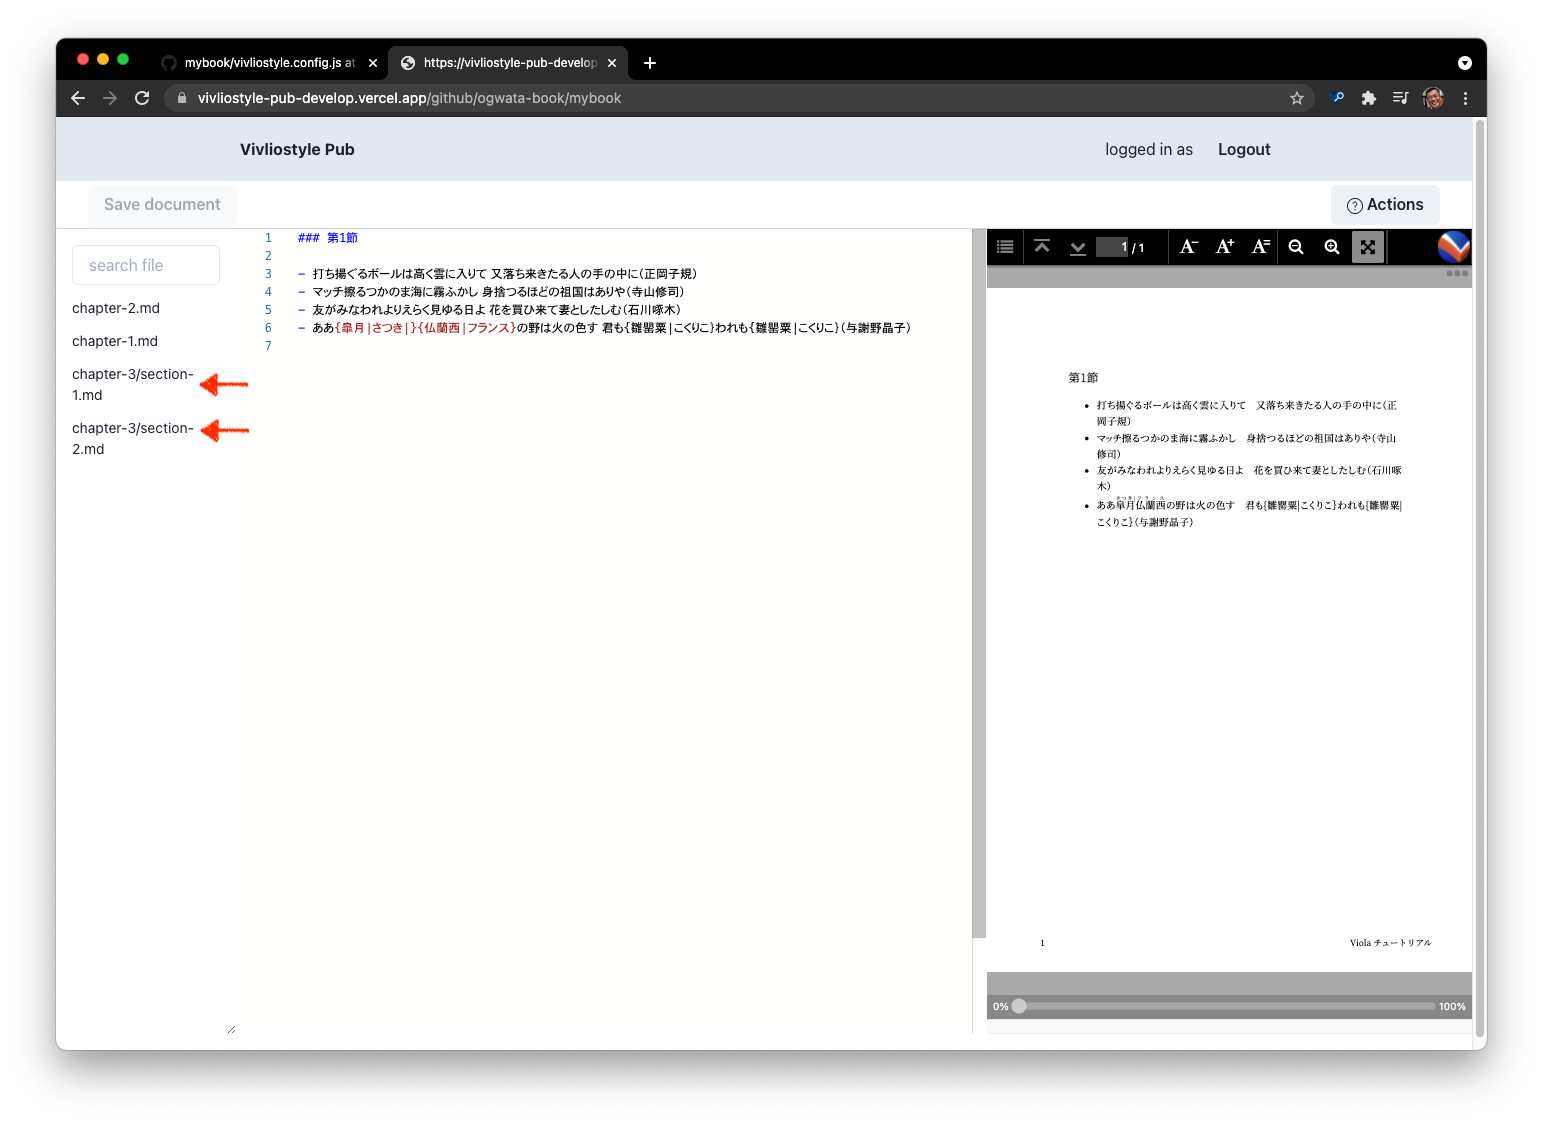 mybook/vivliostyle.config.js at
https://vivliostyle-pub-develop
vivliostyle-pub-develop.vercel.app/github/ogwata-book/mybook
Vivliostyle Pub
logged in as
Logout
Save document
Actions
search file
chapter-2.md
chapter-1.md
chapter-3/section-
1.md
chapter-3/section-
2.md
1 ### 第1節
2
3 - 打ち揚ぐるボールは高く雲に入りて 又落ち来きたる人の手の中に(正岡子規)
4 - マッチ擦るつかのま海に霧ふかし 身捨つるほどの祖国はありや(寺山修司)
5 - 友がみなわれよりえらく見ゆる日よ 花を買ひ来て妻としたしむ(石川啄木)
6 - ああ{皐月|さつき|}{仏蘭西|フランス}の野は火の色す 君も{雛罌粟|こくりこ}われも{雛罌粟|こくりこ}(与謝野晶子)
7
1 / 1
A−
A+
A=
第1節
• 打ち揚ぐるボールは高く雲に入りて 又落ち来きたる人の手の中に(正
岡子規)
• マッチ擦るつかのま海に霧ふかし 身捨つるほどの祖国はありや(寺山
修司)
• 友がみなわれよりえらく見ゆる日よ 花を買ひ来て妻としたしむ(石川啄
木)
さつき|フランス
• ああ皐月仏蘭西の野は火の色す 君も{雛罌粟|こくりこ}われも{雛罌粟|
こくりこ}(与謝野晶子)
1
Viola チュートリアル
0%
100%